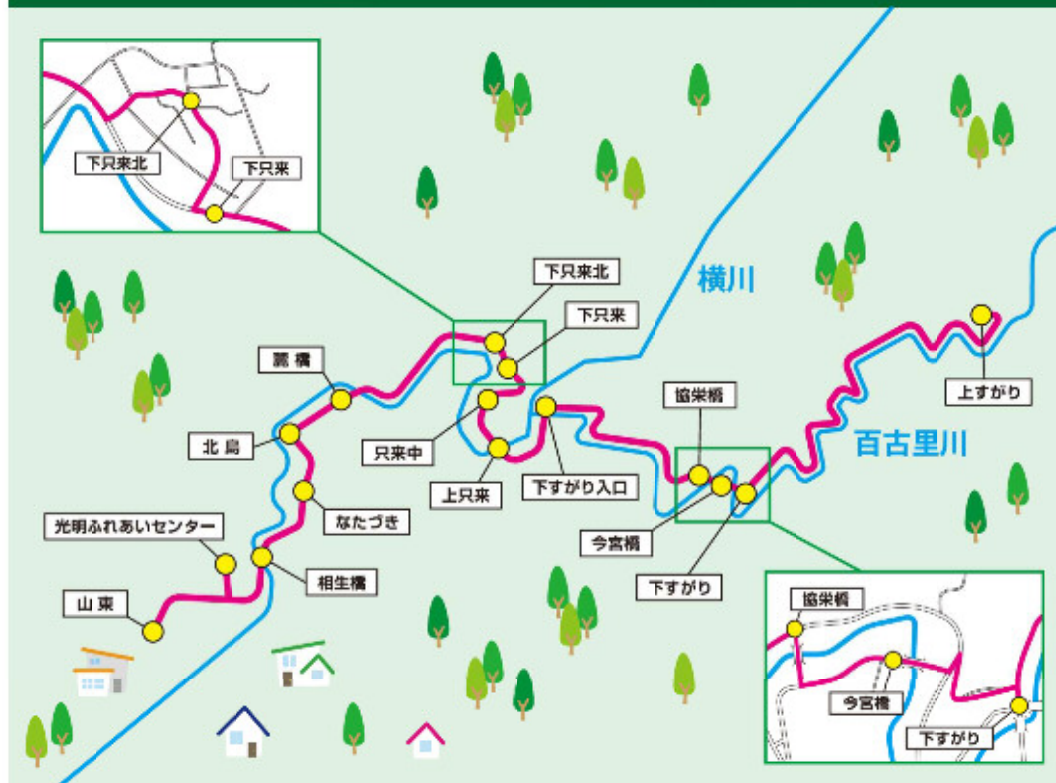 下只来北
下只来
横川
下只来北
下只来
麓橋
上すがり
協栄橋
北島
只来中
百古里川
上只来
下すがり入口
なたづき
光明ふれあいセンター
今宮橋
相生橋
下すがり
山東
協栄橋
今宮橋
下すがり